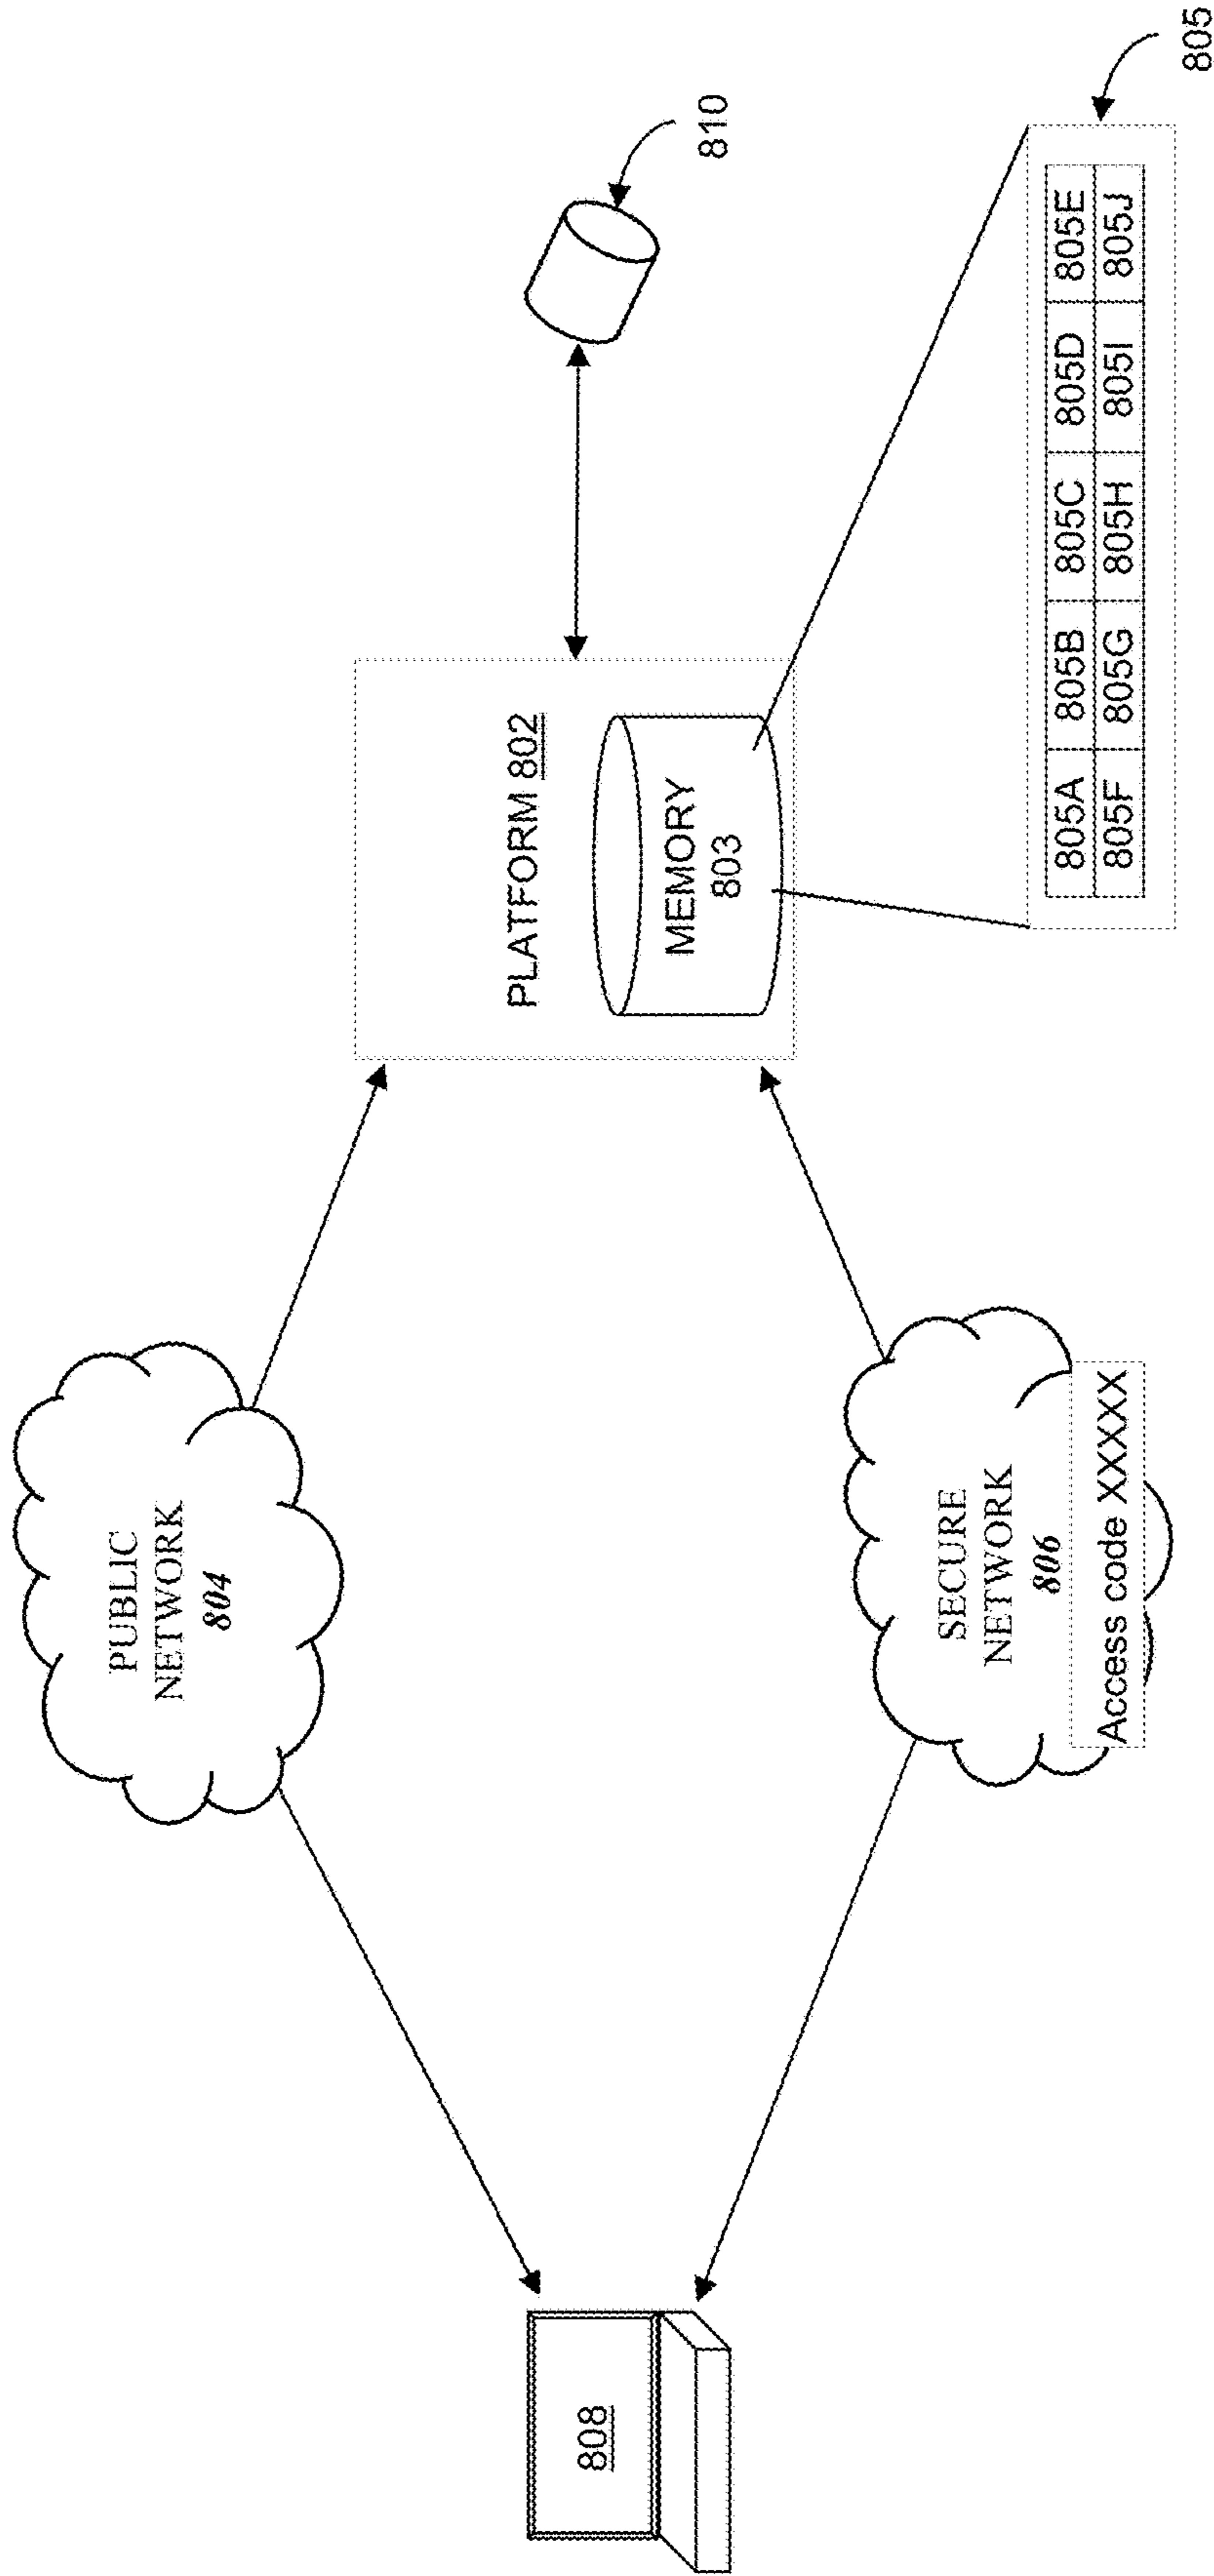 PUBLIC
NETWORK
804
808
PLATFORM 802
MEMORY
803
810
SECURE
NETWORK
806
Access code XXXXX
805A 805B 805C 805D 805E
805F 805G 805H 805I 805J
805